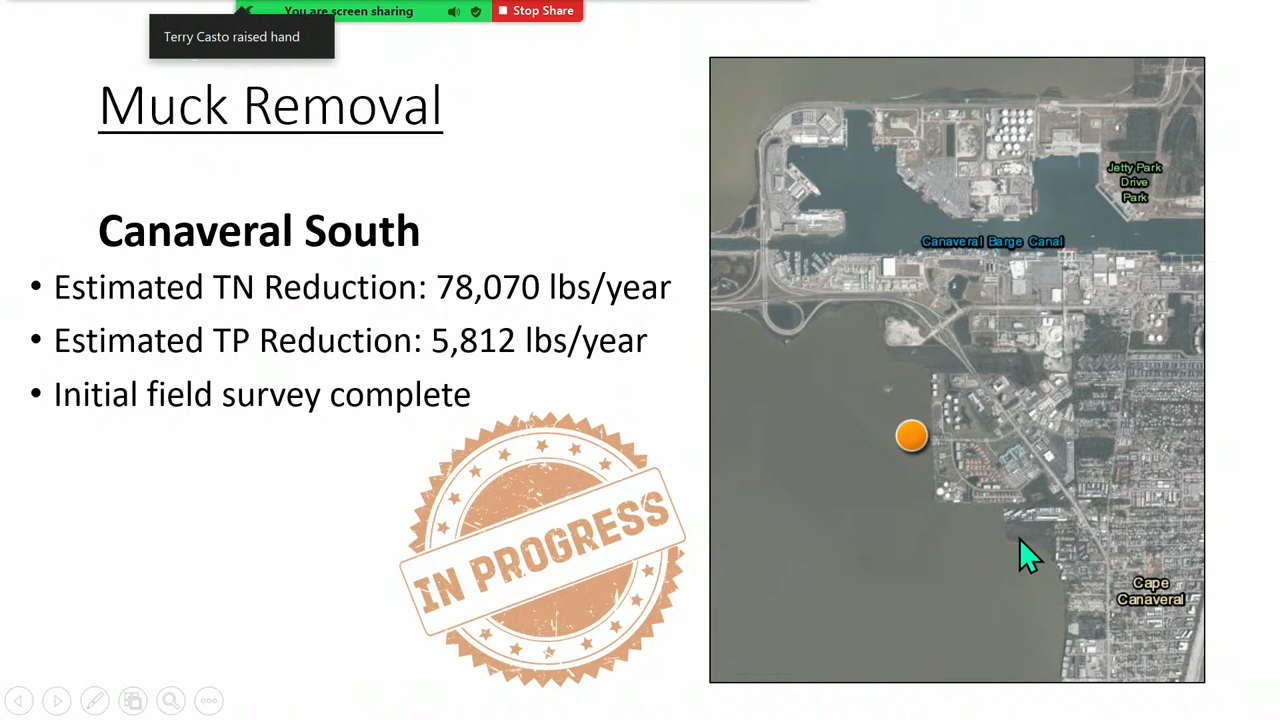 You are screen sharing
Stop Share
Terry Casto raised hand
Muck Removal
Canaveral South
• Estimated TN Reduction: 78,070 lbs/year
• Estimated TP Reduction: 5,812 lbs/year
• Initial field survey complete
IN PROGRESS
Jetty Park
Drive
Park
Canaveral Barge Canal
Cape
Canaveral